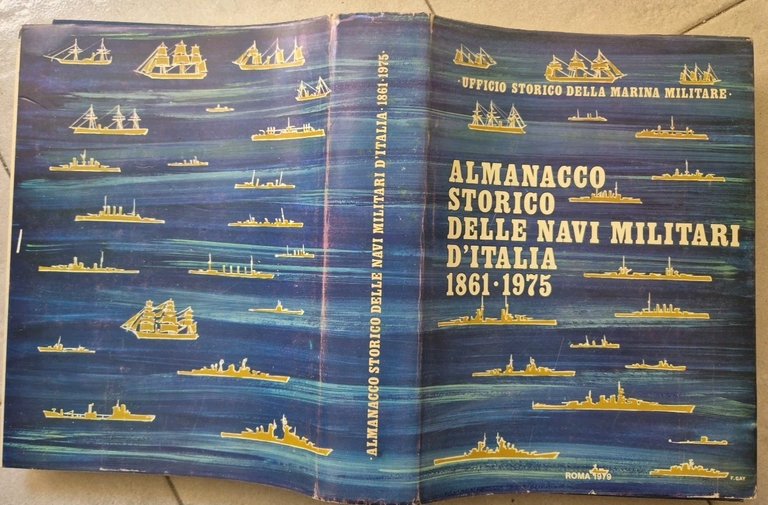 ·ALMANACCO STORICO DELLE NAVI MILITARI D'ITALIA·1861·1975·
·UFFICIO STORICO DELLA MARINA MILITARE·
ALMANACCO
STORICO
DELLE NAVI MILITARI
D'ITALIA
1861·1975
ROMA 1979
F. GAY